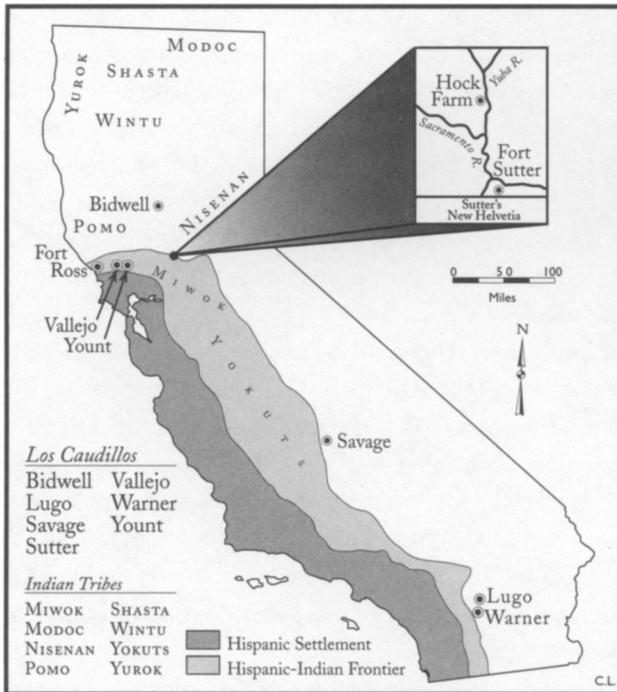 MODOC
SHASTA
YUROK
WINTU
NISENAN
Bidwell
POMO
Fort
Ross
Vallejo
Yount
MIWOK
YOKUTS
Savage
Lugo
Warner
Hock
Farm
Yuba R.
Sacramento R.
Fort
Sutter
Sutter's
New Helvetia
0 50 100
Miles
N
Los Caudillos
Bidwell Vallejo
Lugo Warner
Savage Yount
Sutter
Indian Tribes
MIWOK SHASTA
MODOC WINTU
NISENAN YOKUTS
POMO YUROK
Hispanic Settlement
Hispanic-Indian Frontier
C.L.